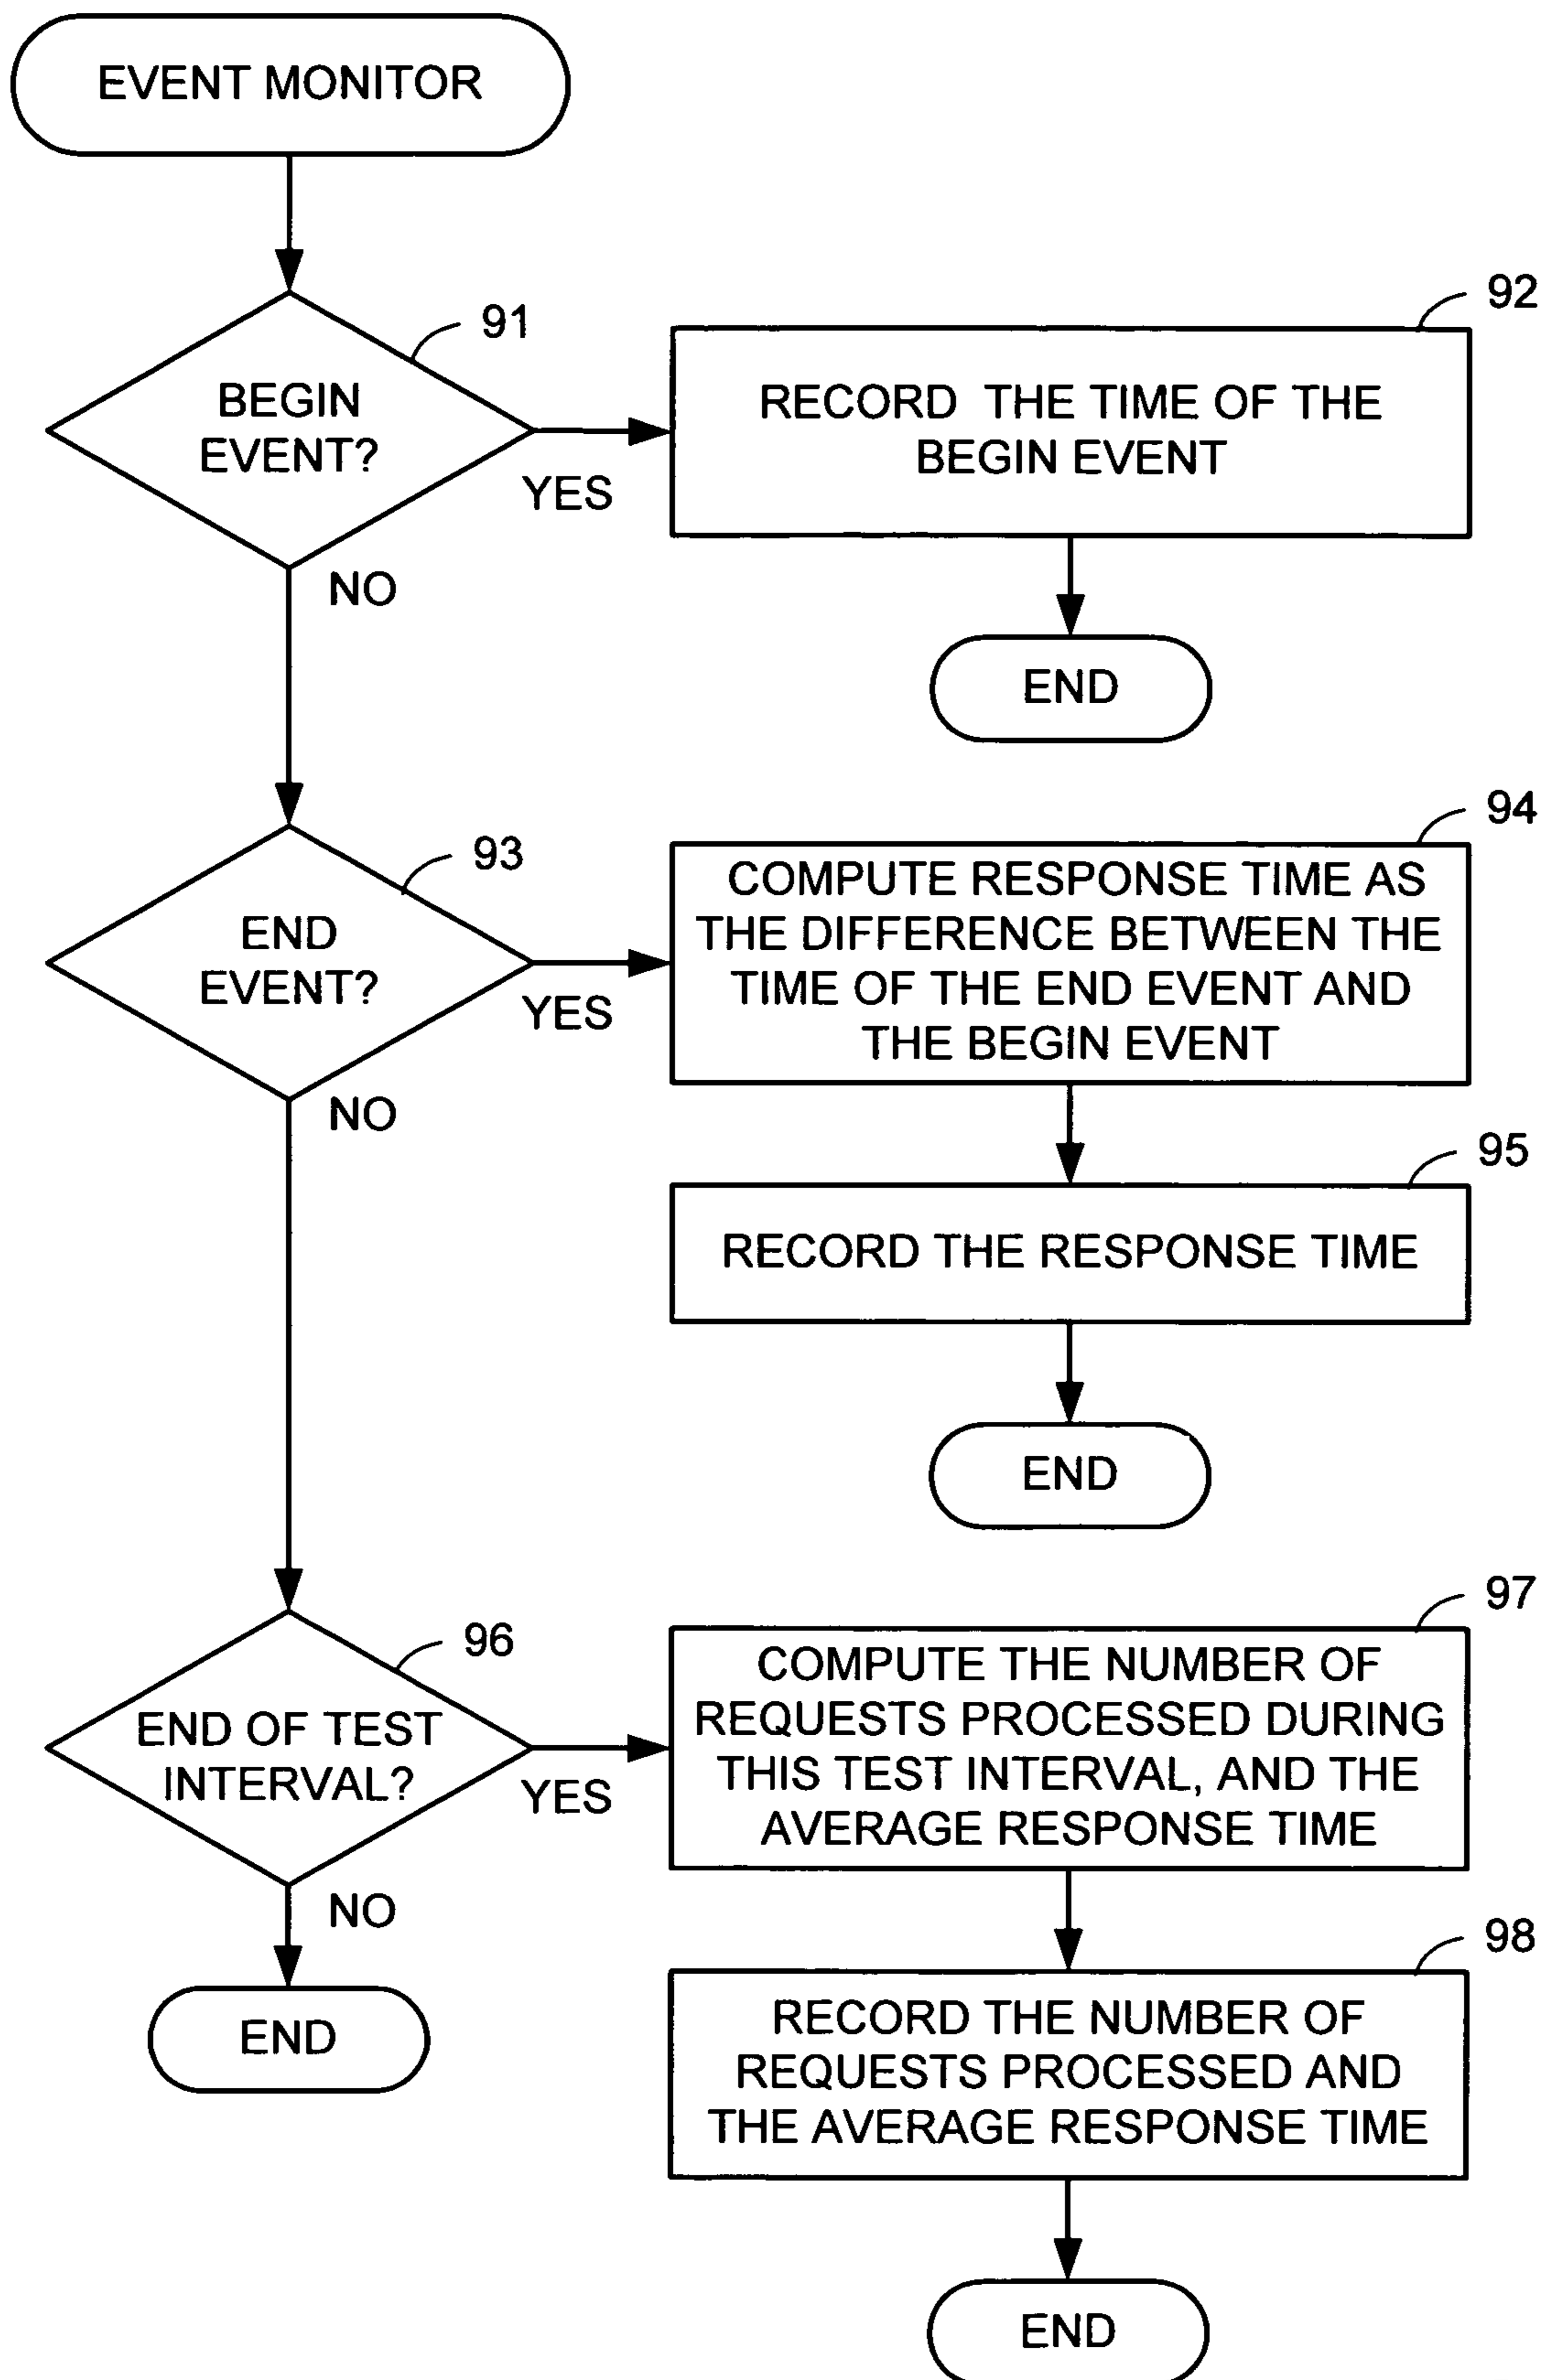 EVENT MONITOR
91
BEGIN
EVENT?
YES
NO
92
RECORD THE TIME OF THE
BEGIN EVENT
END
93
END
EVENT?
YES
NO
94
COMPUTE RESPONSE TIME AS
THE DIFFERENCE BETWEEN THE
TIME OF THE END EVENT AND
THE BEGIN EVENT
95
RECORD THE RESPONSE TIME
END
96
END OF TEST
INTERVAL?
YES
NO
END
97
COMPUTE THE NUMBER OF
REQUESTS PROCESSED DURING
THIS TEST INTERVAL, AND THE
AVERAGE RESPONSE TIME
98
RECORD THE NUMBER OF
REQUESTS PROCESSED AND
THE AVERAGE RESPONSE TIME
END